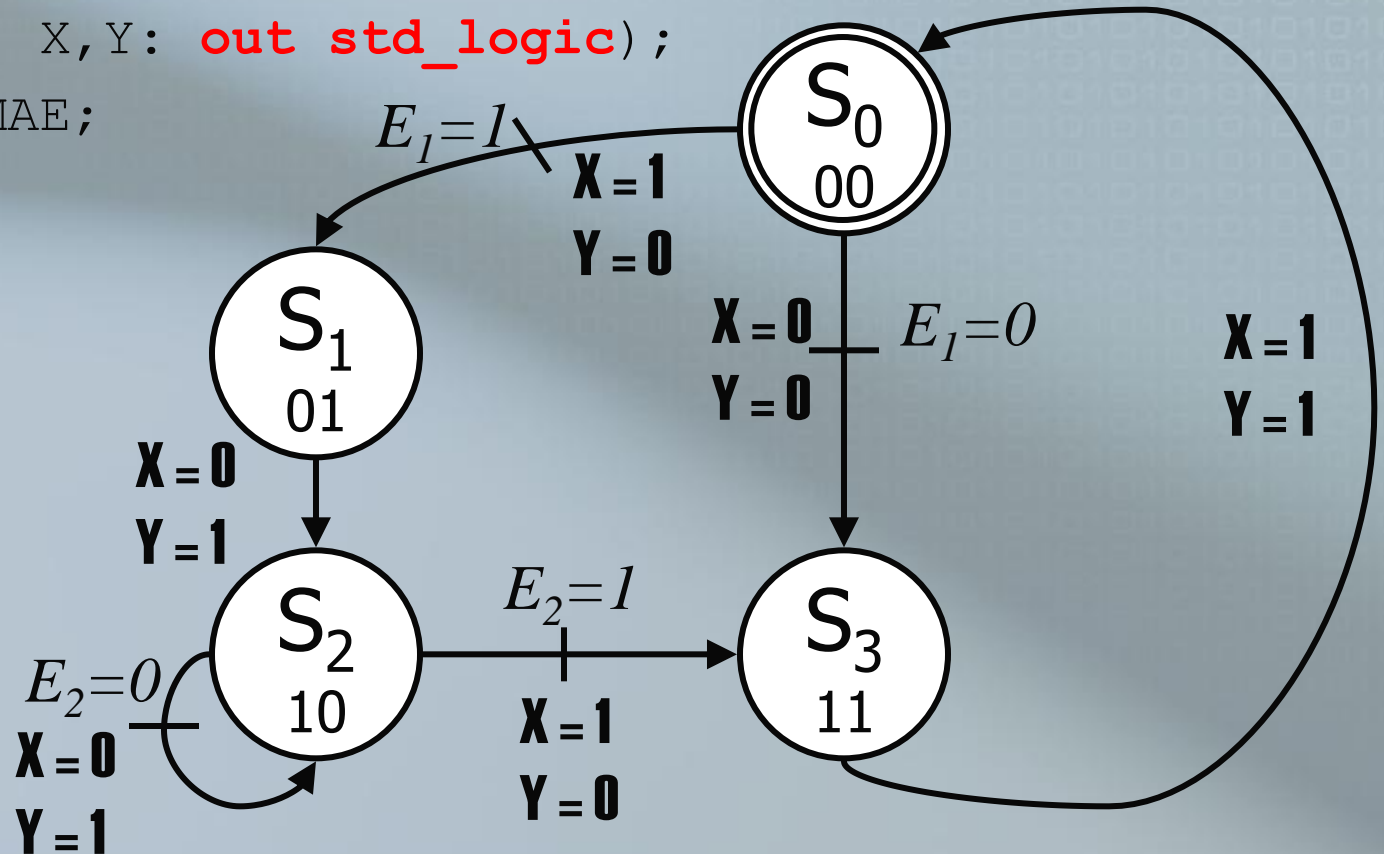 X,Y: out std_logic);
MAE;
E₁=1
X = 1
Y = 0
S₀
00
S₁
01
X = 0
Y = 0
E₁=0
X = 1
Y = 1
X = 0
Y = 1
S₂
10
E₂=1
X = 1
Y = 0
S₃
11
E₂=0
X = 0
Y = 1